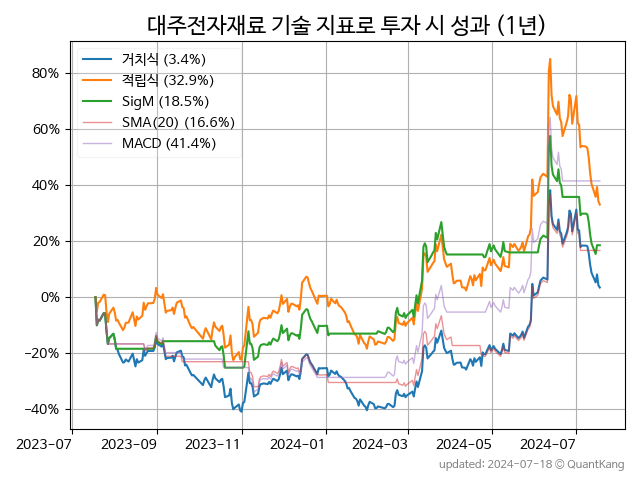 대주전자재료 기술 지표로 투자 시 성과 (1년)
거치식 (3.4%)
적립식 (32.9%)
SigM (18.5%)
SMA(20) (16.6%)
MACD (41.4%)
80%
60%
40%
20%
0%
−20%
−40%
2023-07 2023-09 2023-11 2024-01 2024-03 2024-05 2024-07
updated: 2024-07-18 © QuantKang